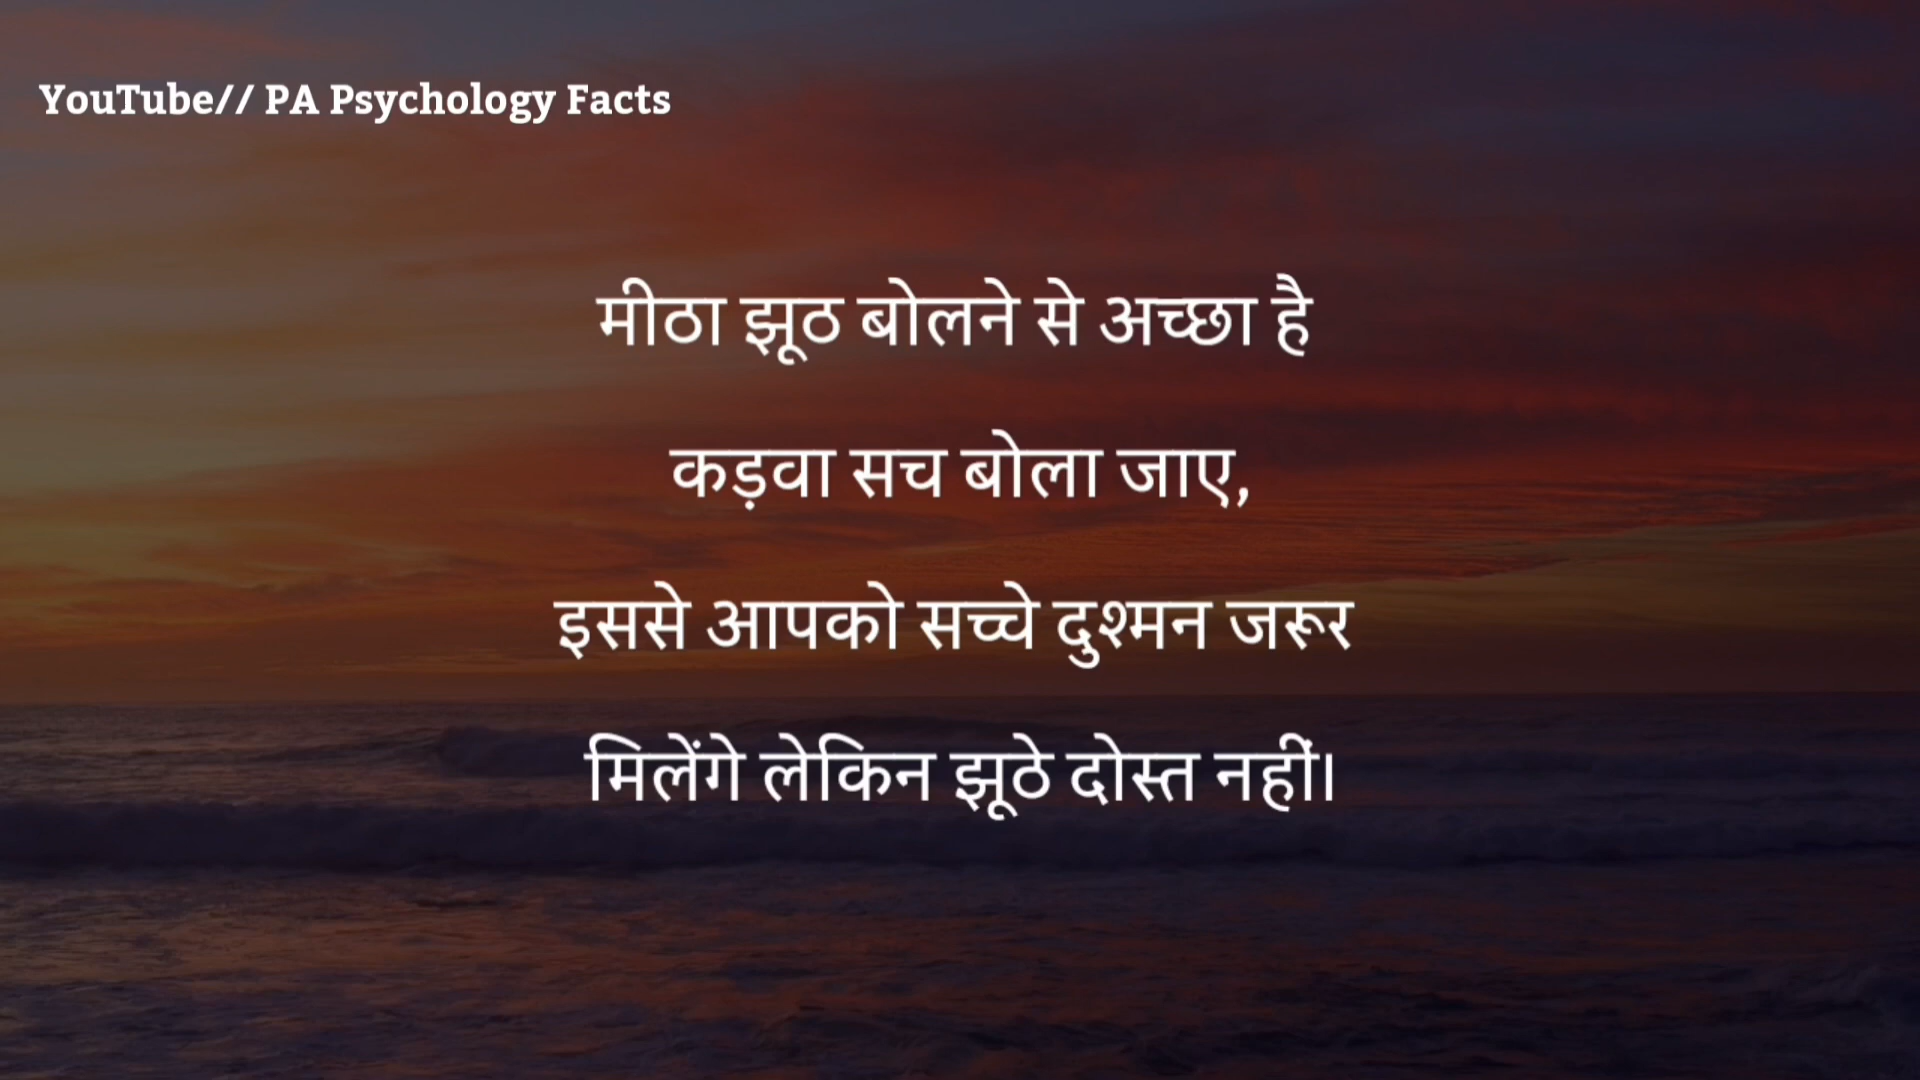 YouTube// PA Psychology Facts
मीठा झूठ बोलने से अच्छा है
कड़वा सच बोला जाए,
इससे आपको सच्चे दुश्मन जरूर
मिलेंगे लेकिन झूठे दोस्त नहीं।